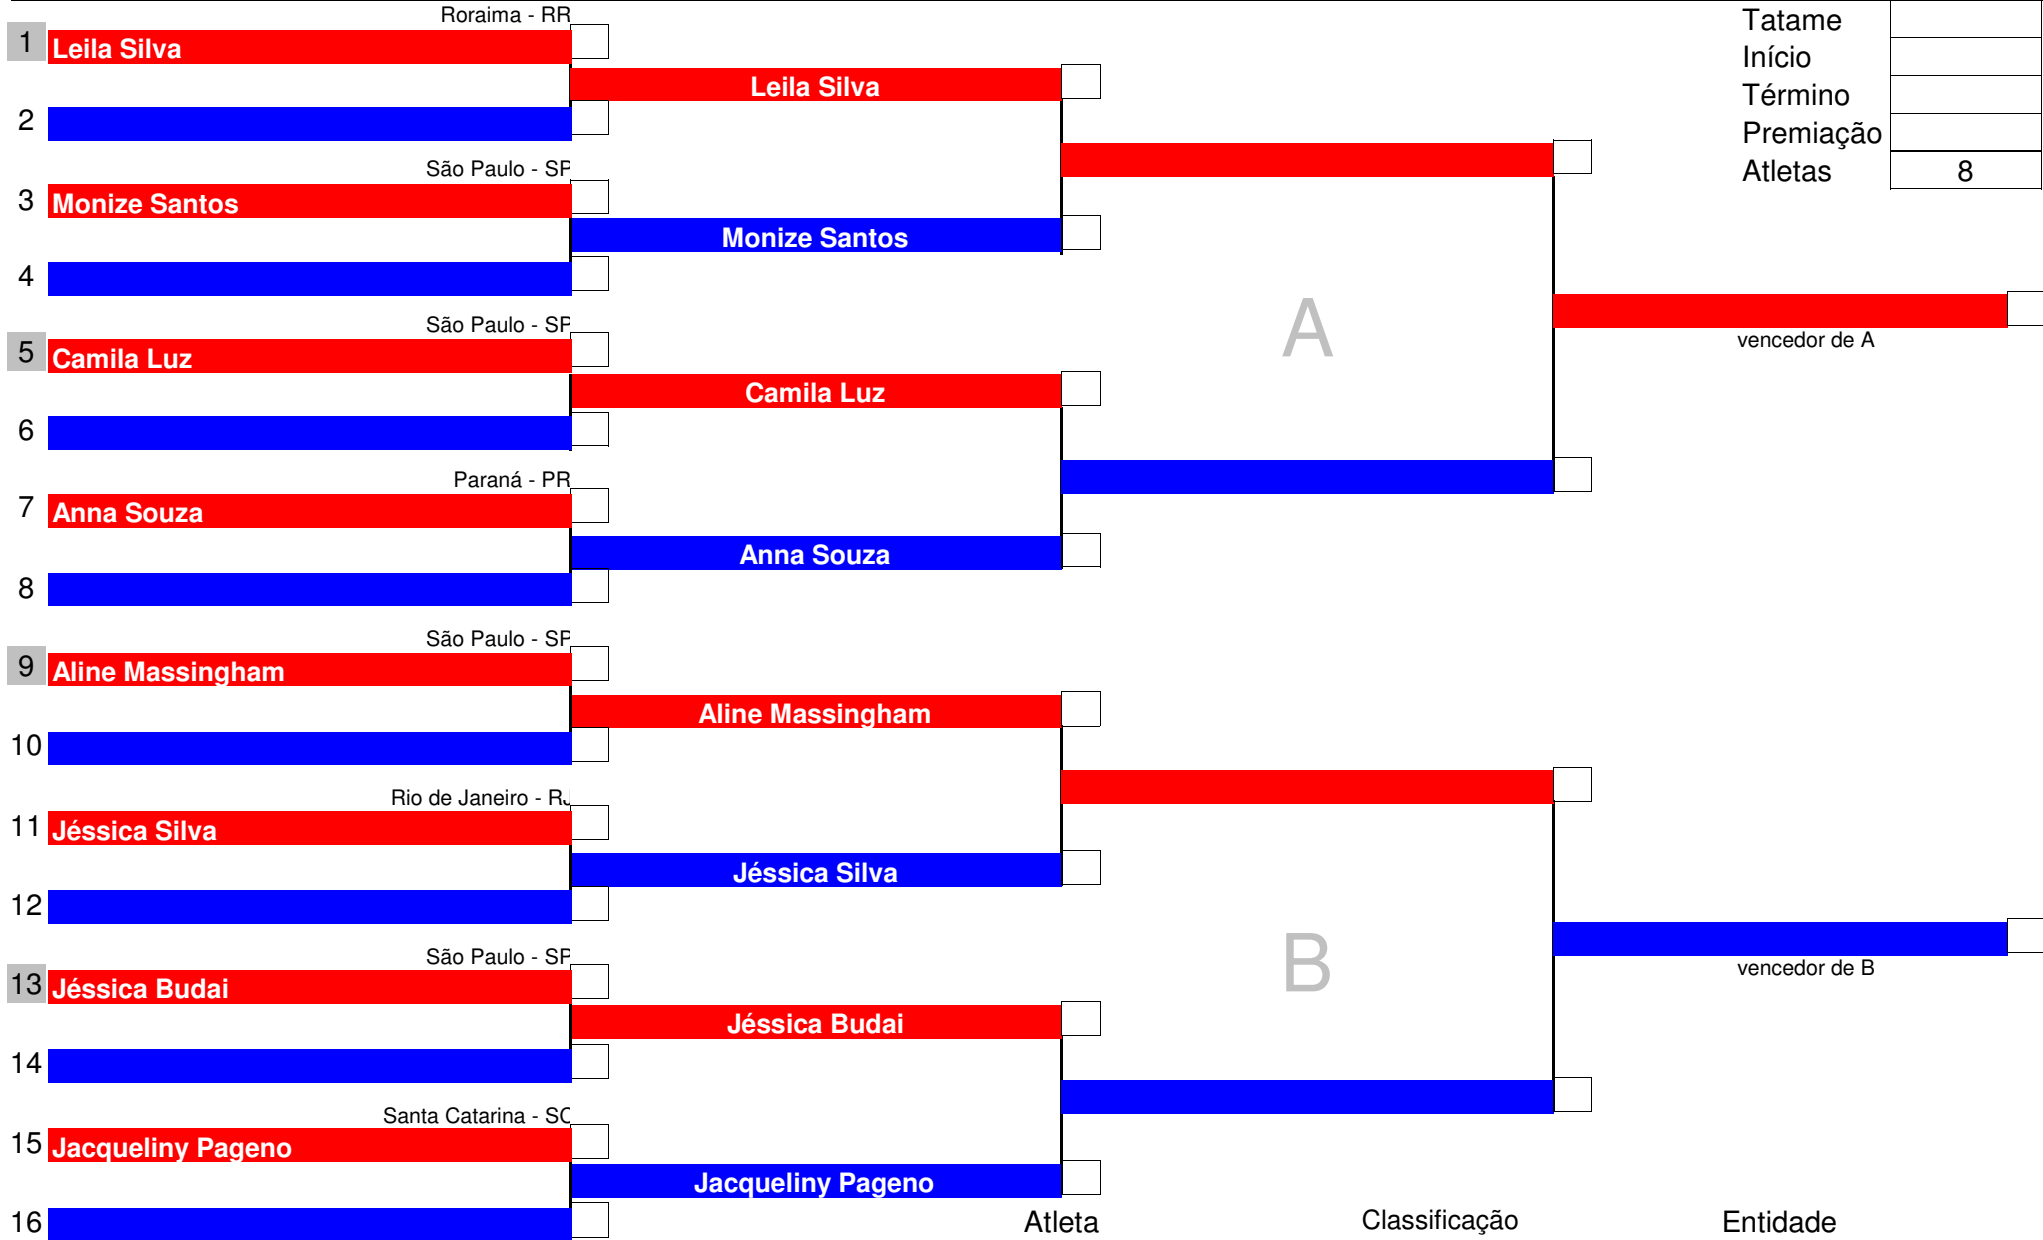 Roraima - RR
Tatame
1 Leila Silva
Início
Leila Silva
Término
2
Premiação
São Paulo - SP
Atletas 8
3 Monize Santos
Monize Santos
4
São Paulo - SP
A
vencedor de A
5 Camila Luz
Camila Luz
6
Paraná - PR
7 Anna Souza
Anna Souza
8
São Paulo - SP
9 Aline Massingham
Aline Massingham
10
Rio de Janeiro - RJ
11 Jéssica Silva
Jéssica Silva
12
São Paulo - SP
B
vencedor de B
13 Jéssica Budai
Jéssica Budai
14
Santa Catarina - SC
15 Jacqueliny Pageno
Jacqueliny Pageno
16
Atleta Classificação Entidade